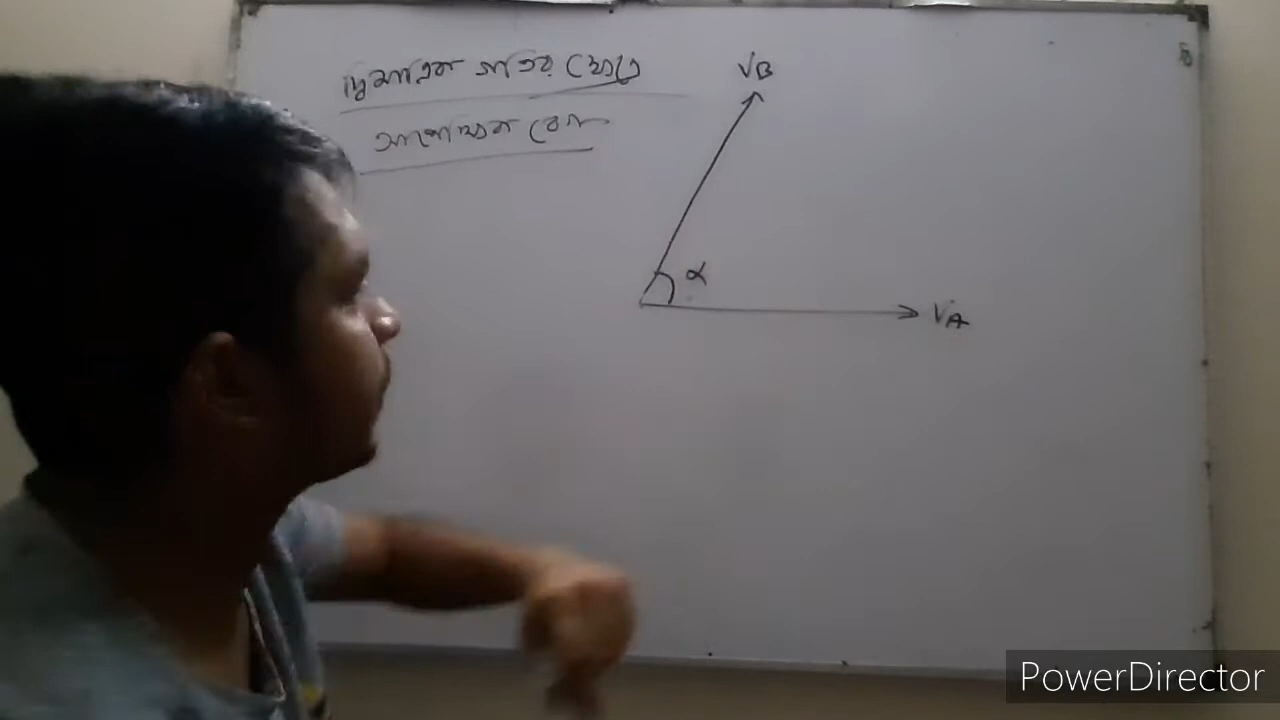 দ্বিমাত্রিক গতির ক্ষেত্রে
আপেক্ষিক বেগ
VB
α
VA
PowerDirector